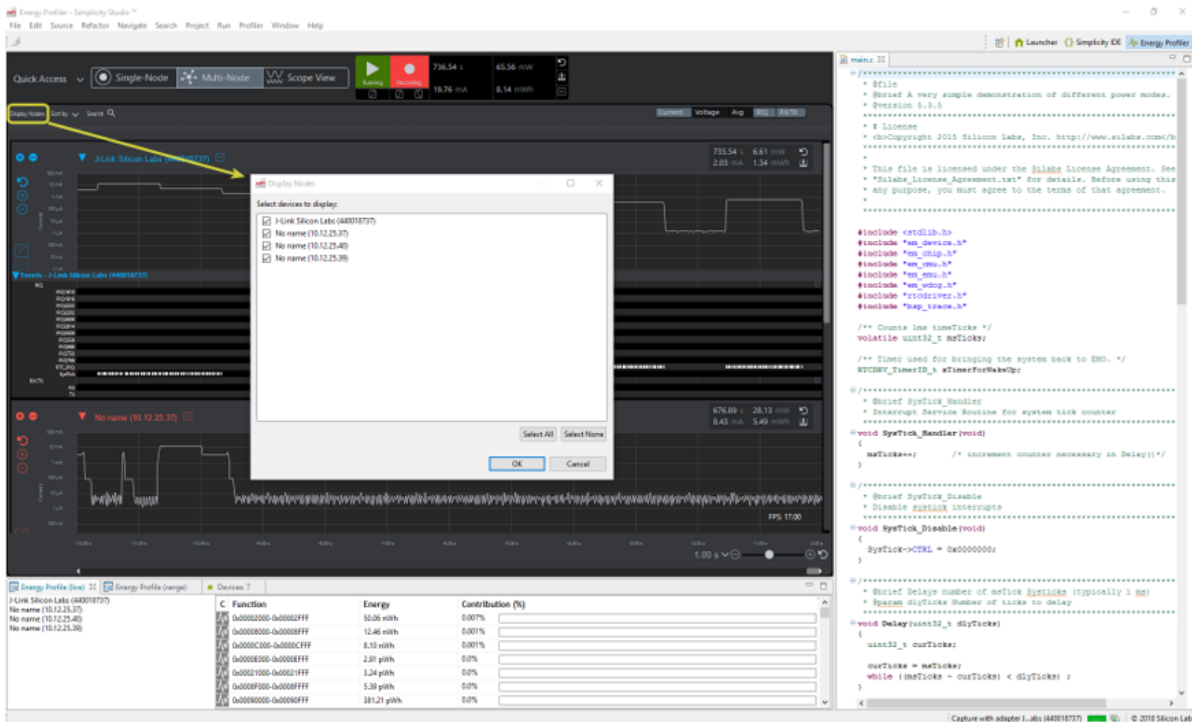 Energy Profiler - Simplicity Studio ™
File Edit Source Refactor Navigate Search Project Run Profiler Window Help
Launcher {} Simplicity IDE Energy Profiler
Quick Access Single-Node Multi-Node Scope View
Running Recording
736.54 s 65.56 mW
19.76 mA 8.14 mWh
Display Nodes Sort by Search
Current Voltage Avg IRQ RX/TX
J-Link Silicon Labs (440018737)
735.54 s 6.61 mW
2.03 mA 1.34 mWh
Events - J-Link Silicon Labs (440018737)
IRQ
RTC_IRQ
SysTick
RX/TX
RX
TX
No name (10.12.25.37)
676.89 s 28.13 mW
8.43 mA 5.49 mWh
Current
FPS: 17.00
1.00 s
Display Nodes
Select devices to display:
J-Link Silicon Labs (440018737)
No name (10.12.25.37)
No name (10.12.25.40)
No name (10.12.25.39)
Select All Select None
OK Cancel
Energy Profile (live) Energy Profile (range) Devices 7
J-Link Silicon Labs (440018737)
No name (10.12.25.37)
No name (10.12.25.40)
No name (10.12.25.39)
C Function Energy Contribution (%)
0x00002000-0x00002FFF 50.06 nWh 0.007%
0x00008000-0x00008FFF 12.46 nWh 0.001%
0x0000C000-0x0000CFFF 8.10 nWh 0.001%
0x0000E000-0x0000EFFF 2.91 pWh 0.0%
0x00021000-0x00021FFF 3.24 pWh 0.0%
0x0008F000-0x0008FFFF 5.39 pWh 0.0%
0x00090000-0x00090FFF 381.21 pWh 0.0%
main.c
/*****************************************
* @file
* @brief A very simple demonstration of different power modes.
* @version 5.3.5
* # License
* <b>Copyright 2015 Silicon Labs, Inc. http://www.silabs.com</b
*
* This file is licensed under the Silabs License Agreement. See
* "Silabs_License_Agreement.txt" for details. Before using this
* any purpose, you must agree to the terms of that agreement.
*
#include <stdlib.h>
#include "em_device.h"
#include "em_chip.h"
#include "em_cmu.h"
#include "em_emu.h"
#include "em_wdog.h"
#include "rtcdriver.h"
#include "bsp_trace.h"
/** Counts 1ms timeTicks */
volatile uint32_t msTicks;
/** Timer used for bringing the system back to EM0. */
RTCDRV_TimerID_t xTimerForWakeUp;
* @brief SysTick_Handler
* Interrupt Service Routine for system tick counter
void SysTick_Handler(void)
{
msTicks++; /* increment counter necessary in Delay()*/
}
* @brief SysTick_Disable
* Disable systick interrupts
void SysTick_Disable(void)
{
SysTick->CTRL = 0x0000000;
}
* @brief Delays number of msTick Systicks (typically 1 ms)
* @param dlyTicks Number of ticks to delay
void Delay(uint32_t dlyTicks)
{
uint32_t curTicks;
curTicks = msTicks;
while ((msTicks - curTicks) < dlyTicks) ;
}
Capture with adapter J...abs (440018737) © 2018 Silicon Lab